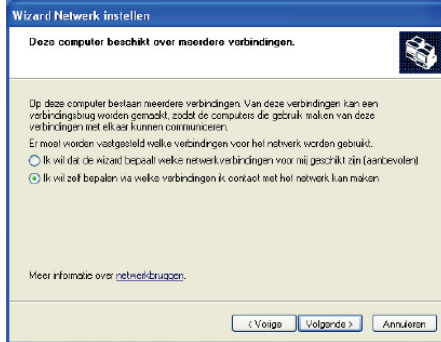 Wizard Netwerk instellen
Deze computer beschikt over meerdere verbindingen.
Op deze computer bestaan meerdere verbindingen. Van deze verbindingen kan een
verbindingsbrug worden gemaakt, zodat de computers die gebruik maken van deze
verbindingen met elkaar kunnen communiceren.
Er moet worden vastgesteld welke verbindingen voor het netwerk worden gebruikt.
Ik wil dat de wizard bepaalt welke netwerkverbindingen voor mij geschikt zijn (aanbevolen)
Ik wil zelf bepalen via welke verbindingen ik contact met het netwerk kan maken
Meer informatie over netwerkbruggen.
< Vorige Volgende > Annuleren